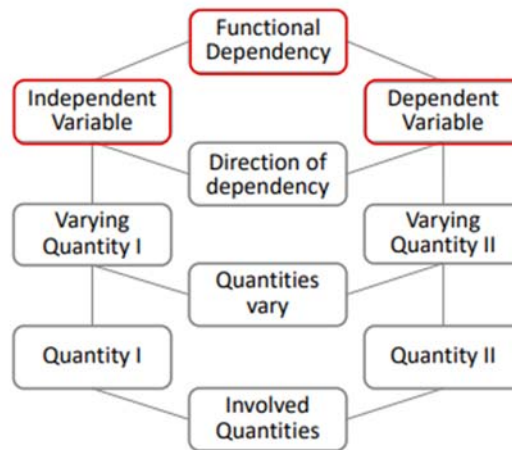 Functional
Dependency
Independent
Variable
Dependent
Variable
Direction of
dependency
Varying
Quantity I
Varying
Quantity II
Quantities
vary
Quantity I
Quantity II
Involved
Quantities